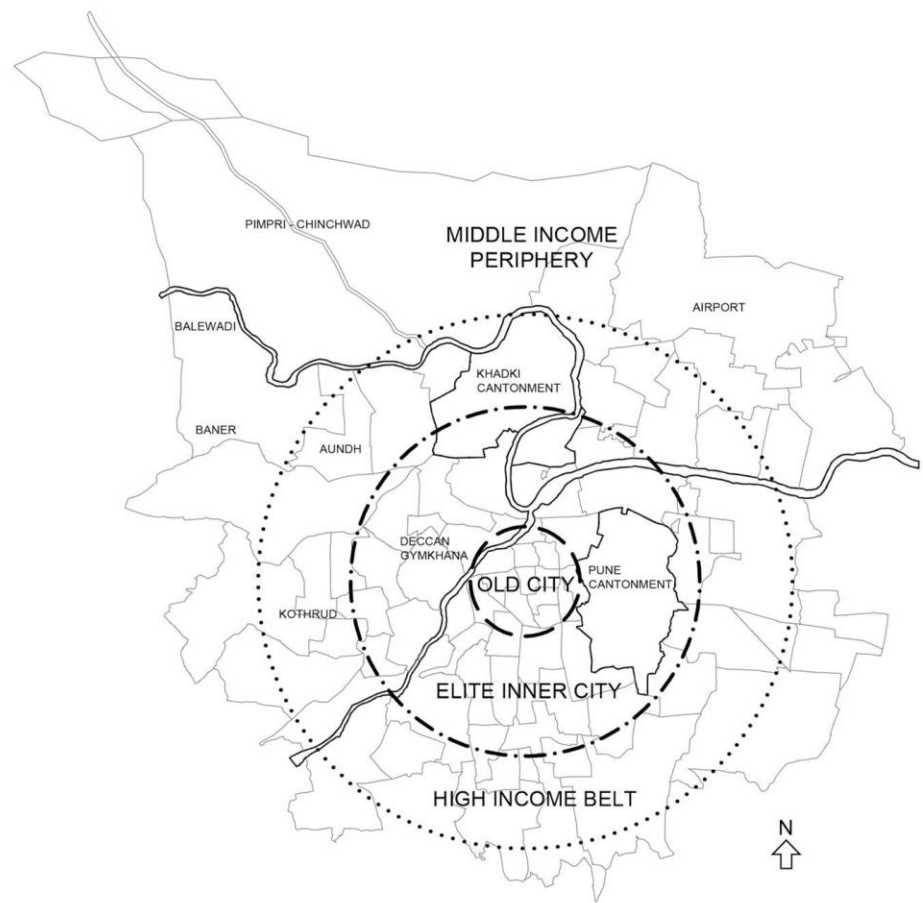 PIMPRI - CHINCHWAD
MIDDLE INCOME
PERIPHERY
AIRPORT
BALEWADI
KHADKI
CANTONMENT
BANER
AUNDH
DECCAN
GYMKHANA
OLD CITY
PUNE
CANTONMENT
KOTHRUD
ELITE INNER CITY
HIGH INCOME BELT
N